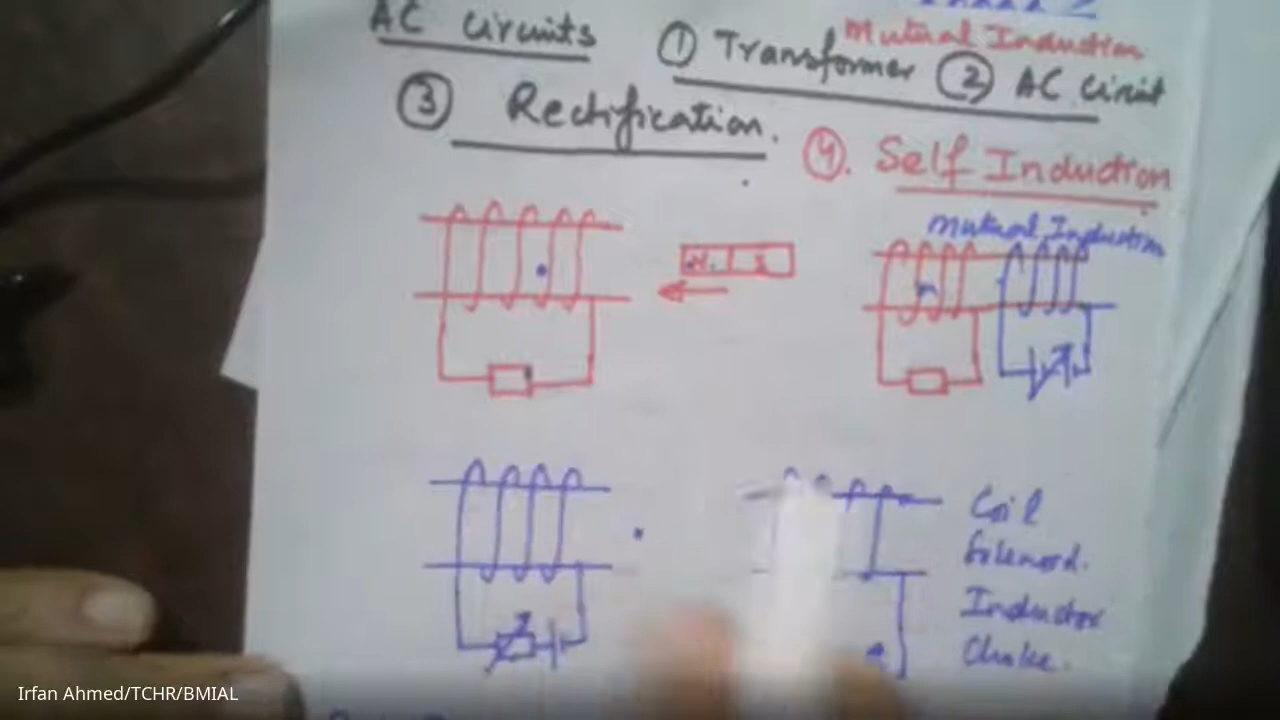 AC Circuits
① Transformer
Mutual Induction
② AC Circuit
③ Rectification.
④. Self Induction
Mutual Induction
N. S
Coil
Solenoid.
Inductor
Choke.
Irfan Ahmed/TCHR/BMIAL